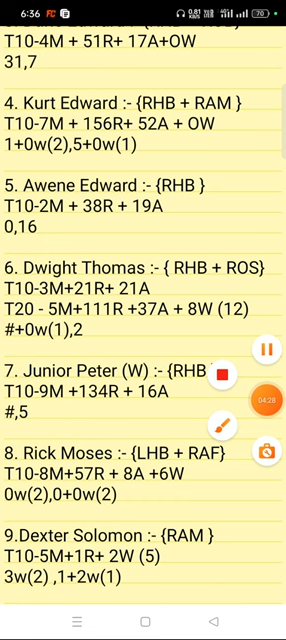 6:36 FC 0.81 70
T10-4M + 51R+ 17A+OW
31,7
4. Kurt Edward :- {RHB + RAM }
T10-7M + 156R+ 52A + OW
1+0w(2),5+0w(1)
5. Awene Edward :- {RHB }
T10-2M + 38R + 19A
0,16
6. Dwight Thomas :- { RHB + ROS}
T10-3M+21R+ 21A
T20 - 5M+111R +37A + 8W (12)
#+0w(1),2
7. Junior Peter (W) :- {RHB
T10-9M +134R + 16A
#,5
04:28
8. Rick Moses :- {LHB + RAF}
T10-8M+57R + 8A +6W
0w(2),0+0w(2)
9.Dexter Solomon :- {RAM }
T10-5M+1R+ 2W (5)
3w(2) ,1+2w(1)